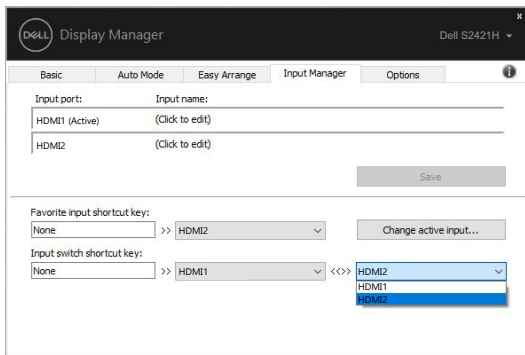 x
DELL Display Manager Dell S2421H
Basic Auto Mode Easy Arrange Input Manager Options i
Input port: Input name:
HDMI1 (Active) (Click to edit)
HDMI2 (Click to edit)
Save
Favorite input shortcut key:
None >> HDMI2 Change active input...
Input switch shortcut key:
None >> HDMI1 <<>> HDMI2
HDMI1
HDMI2